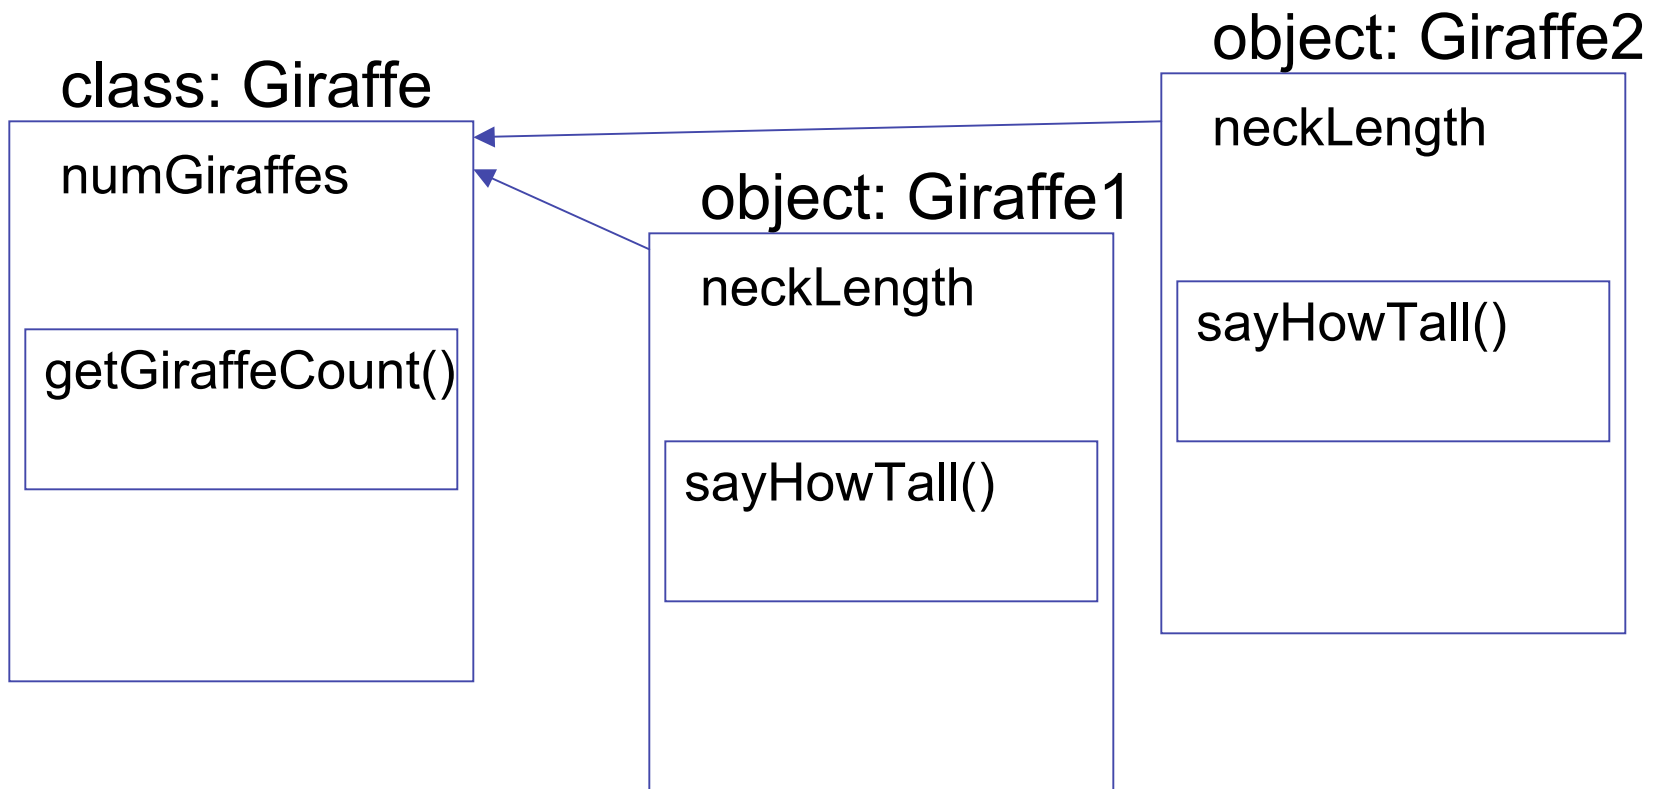 class: Giraffe
numGiraffes
getGiraffeCount()
object: Giraffe1
neckLength
sayHowTall()
object: Giraffe2
neckLength
sayHowTall()